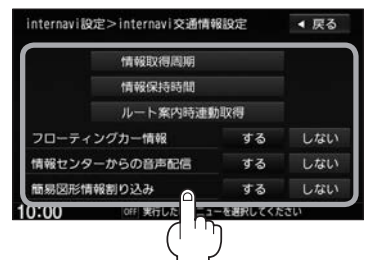 internavi設定＞internavi交通情報設定 ◀ 戻る
情報取得周期
情報保持時間
ルート案内時連動取得
フローティングカー情報 する しない
情報センターからの音声配信 する しない
簡易図形情報割り込み する しない
10:00 OFF 実行した ニューを選択してください